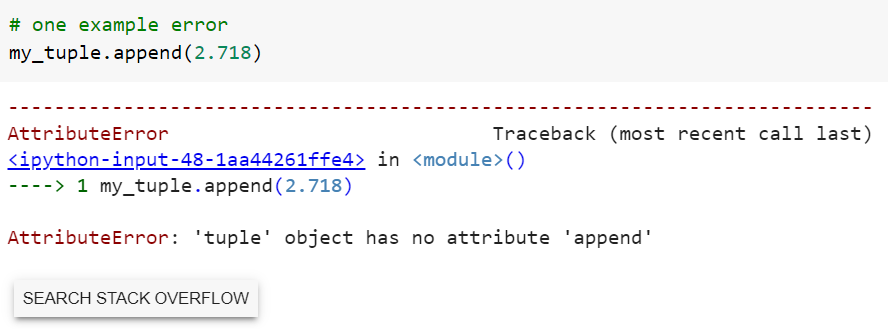 # one example error
my_tuple.append(2.718)
---------------------------------------------------------------------------
AttributeError                            Traceback (most recent call last)
<ipython-input-48-1aa44261ffe4> in <module>()
----> 1 my_tuple.append(2.718)
AttributeError: 'tuple' object has no attribute 'append'
SEARCH STACK OVERFLOW